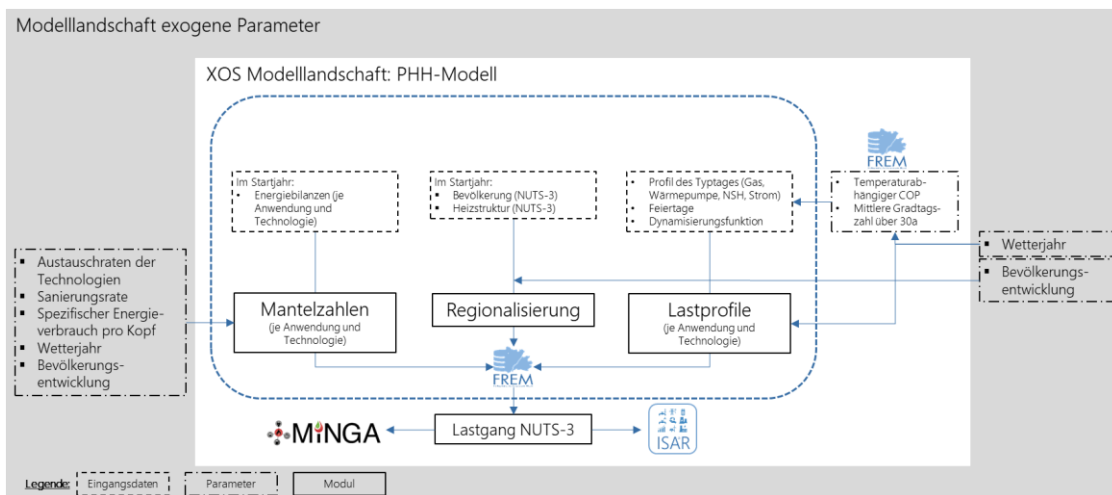 Modelllandschaft exogene Parameter
XOS Modelllandschaft: PHH-Modell
FREM
Im Startjahr:
▪ Energiebilanzen (je
Anwendung und
Technologie)
Im Startjahr:
▪ Bevölkerung (NUTS-3)
▪ Heizstruktur (NUTS-3)
▪ Profil des Typtages (Gas,
Wärmepumpe, NSH, Strom)
▪ Feiertage
▪ Dynamisierungsfunktion
▪ Temperaturab-
hängiger COP
▪ Mittlere Gradtags-
zahl über 30a
▪ Austauschraten der
Technologien
▪ Sanierungsrate
▪ Spezifischer Energie-
verbrauch pro Kopf
▪ Wetterjahr
▪ Bevölkerungs-
entwicklung
▪ Wetterjahr
▪ Bevölkerungs-
entwicklung
Mantelzahlen
(je Anwendung und
Technologie)
Regionalisierung
Lastprofile
(je Anwendung und
Technologie)
FREM
MINGA
Lastgang NUTS-3
ISAR
Legende:
Eingangsdaten
Parameter
Modul